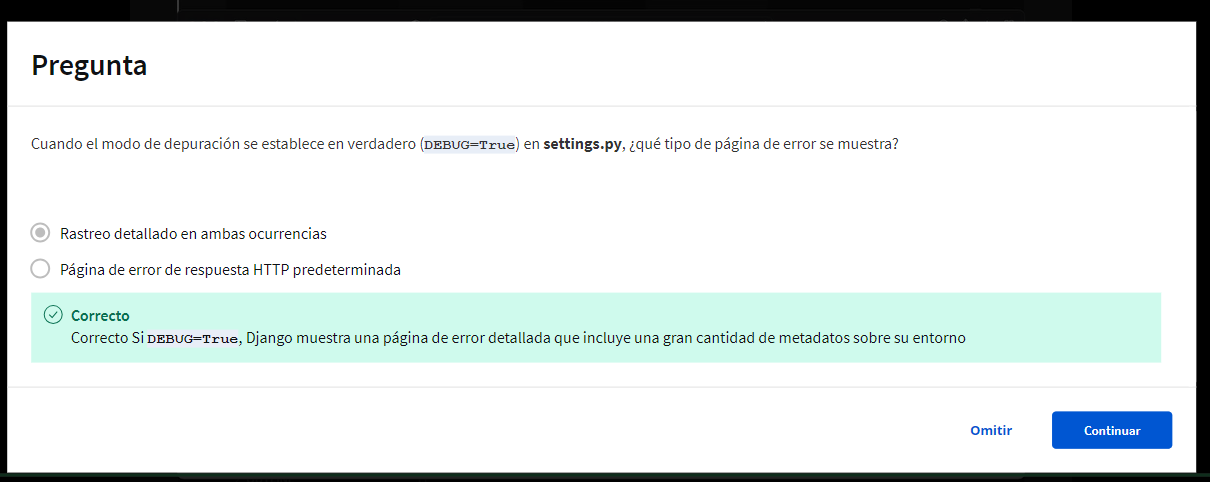 Pregunta
Cuando el modo de depuración se establece en verdadero (DEBUG=True) en settings.py, ¿qué tipo de página de error se muestra?
Rastreo detallado en ambas ocurrencias
Página de error de respuesta HTTP predeterminada
Correcto
Correcto Si DEBUG=True, Django muestra una página de error detallada que incluye una gran cantidad de metadatos sobre su entorno
Omitir
Continuar